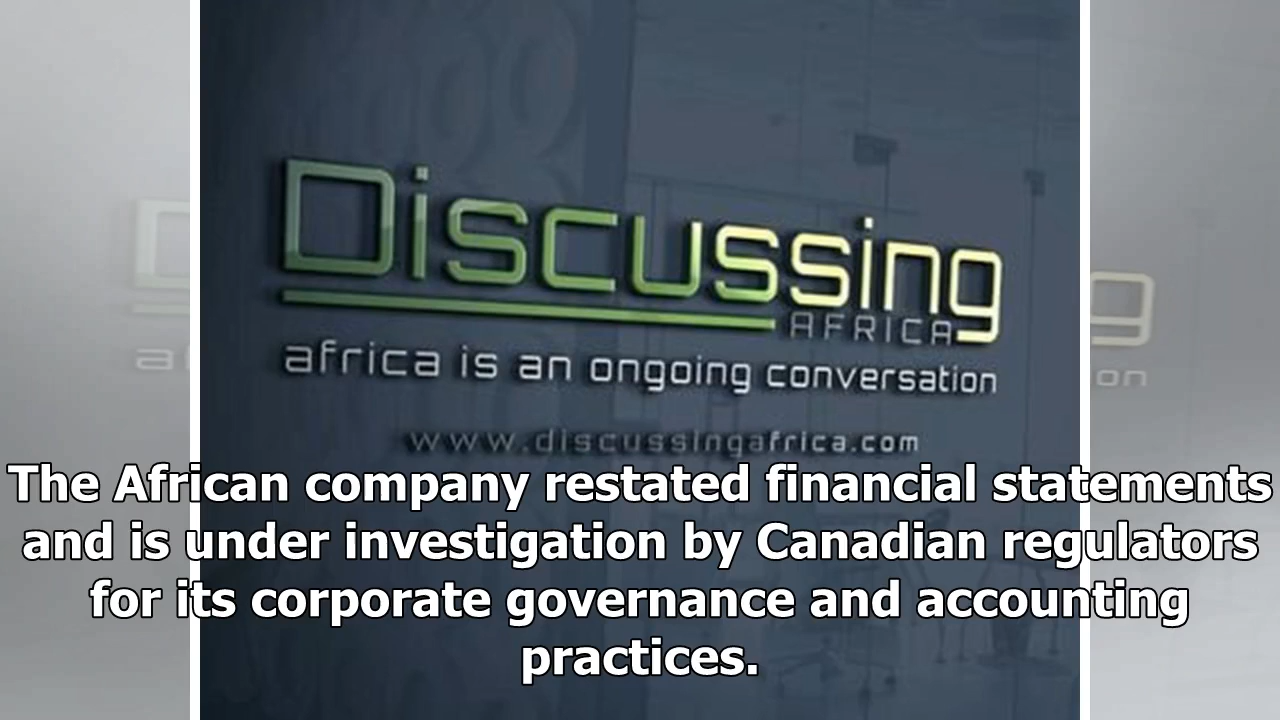 Discussing
AFRICA
africa is an ongoing conversation
www.discussingafrica.com
The African company restated financial statements
and is under investigation by Canadian regulators
for its corporate governance and accounting
practices.